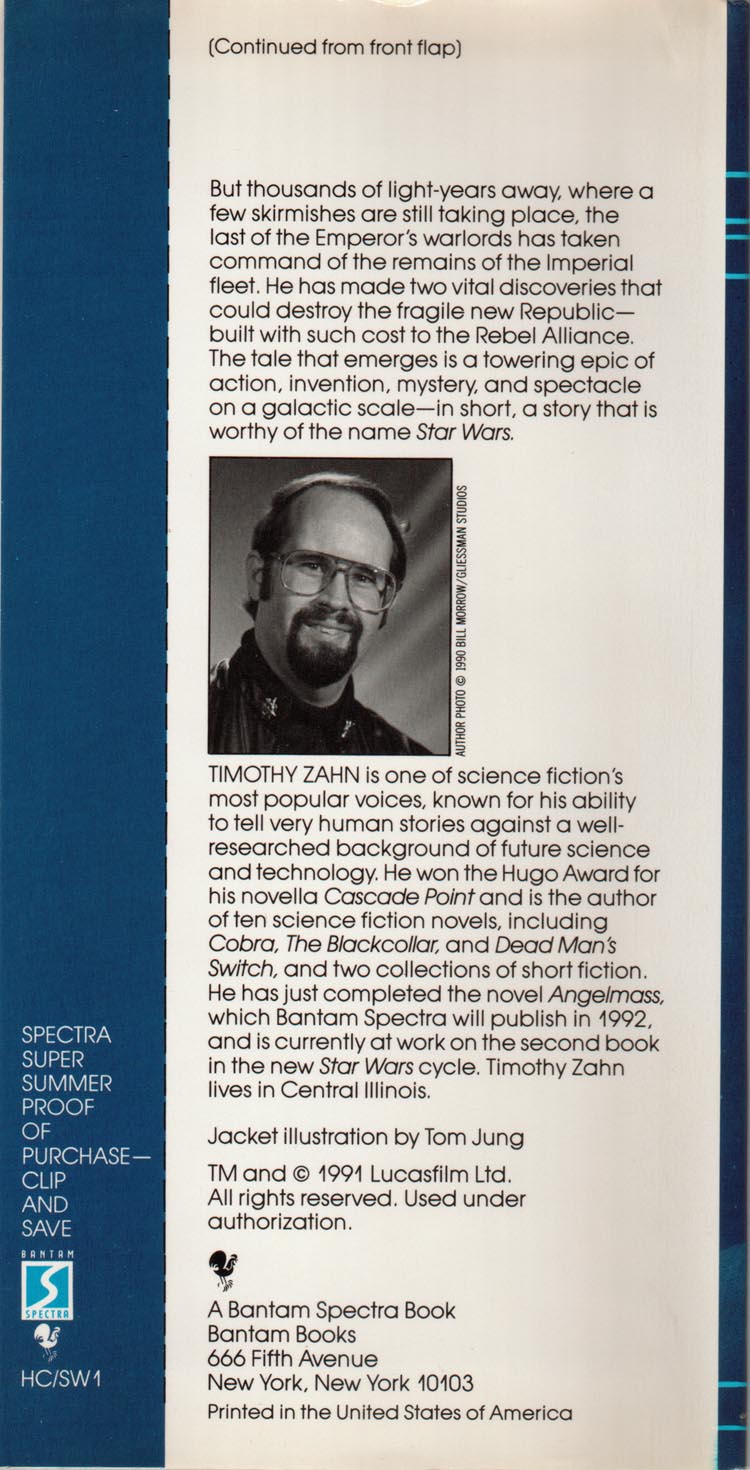 (Continued from front flap)
But thousands of light-years away, where a
few skirmishes are still taking place, the
last of the Emperor's warlords has taken
command of the remains of the Imperial
fleet. He has made two vital discoveries that
could destroy the fragile new Republic—
built with such cost to the Rebel Alliance.
The tale that emerges is a towering epic of
action, invention, mystery, and spectacle
on a galactic scale—in short, a story that is
worthy of the name Star Wars.
AUTHOR PHOTO © 1990 BILL MORROW/GLIESSMAN STUDIOS
TIMOTHY ZAHN is one of science fiction's
most popular voices, known for his ability
to tell very human stories against a well-
researched background of future science
and technology. He won the Hugo Award for
his novella Cascade Point and is the author
of ten science fiction novels, including
Cobra, The Blackcollar, and Dead Man's
Switch, and two collections of short fiction.
He has just completed the novel Angelmass,
which Bantam Spectra will publish in 1992,
and is currently at work on the second book
in the new Star Wars cycle. Timothy Zahn
lives in Central Illinois.
Jacket illustration by Tom Jung
TM and © 1991 Lucasfilm Ltd.
All rights reserved. Used under
authorization.
A Bantam Spectra Book
Bantam Books
666 Fifth Avenue
New York, New York 10103
Printed in the United States of America
SPECTRA
SUPER
SUMMER
PROOF
OF
PURCHASE—
CLIP
AND
SAVE
BANTAM
S
SPECTRA
HC/SW1